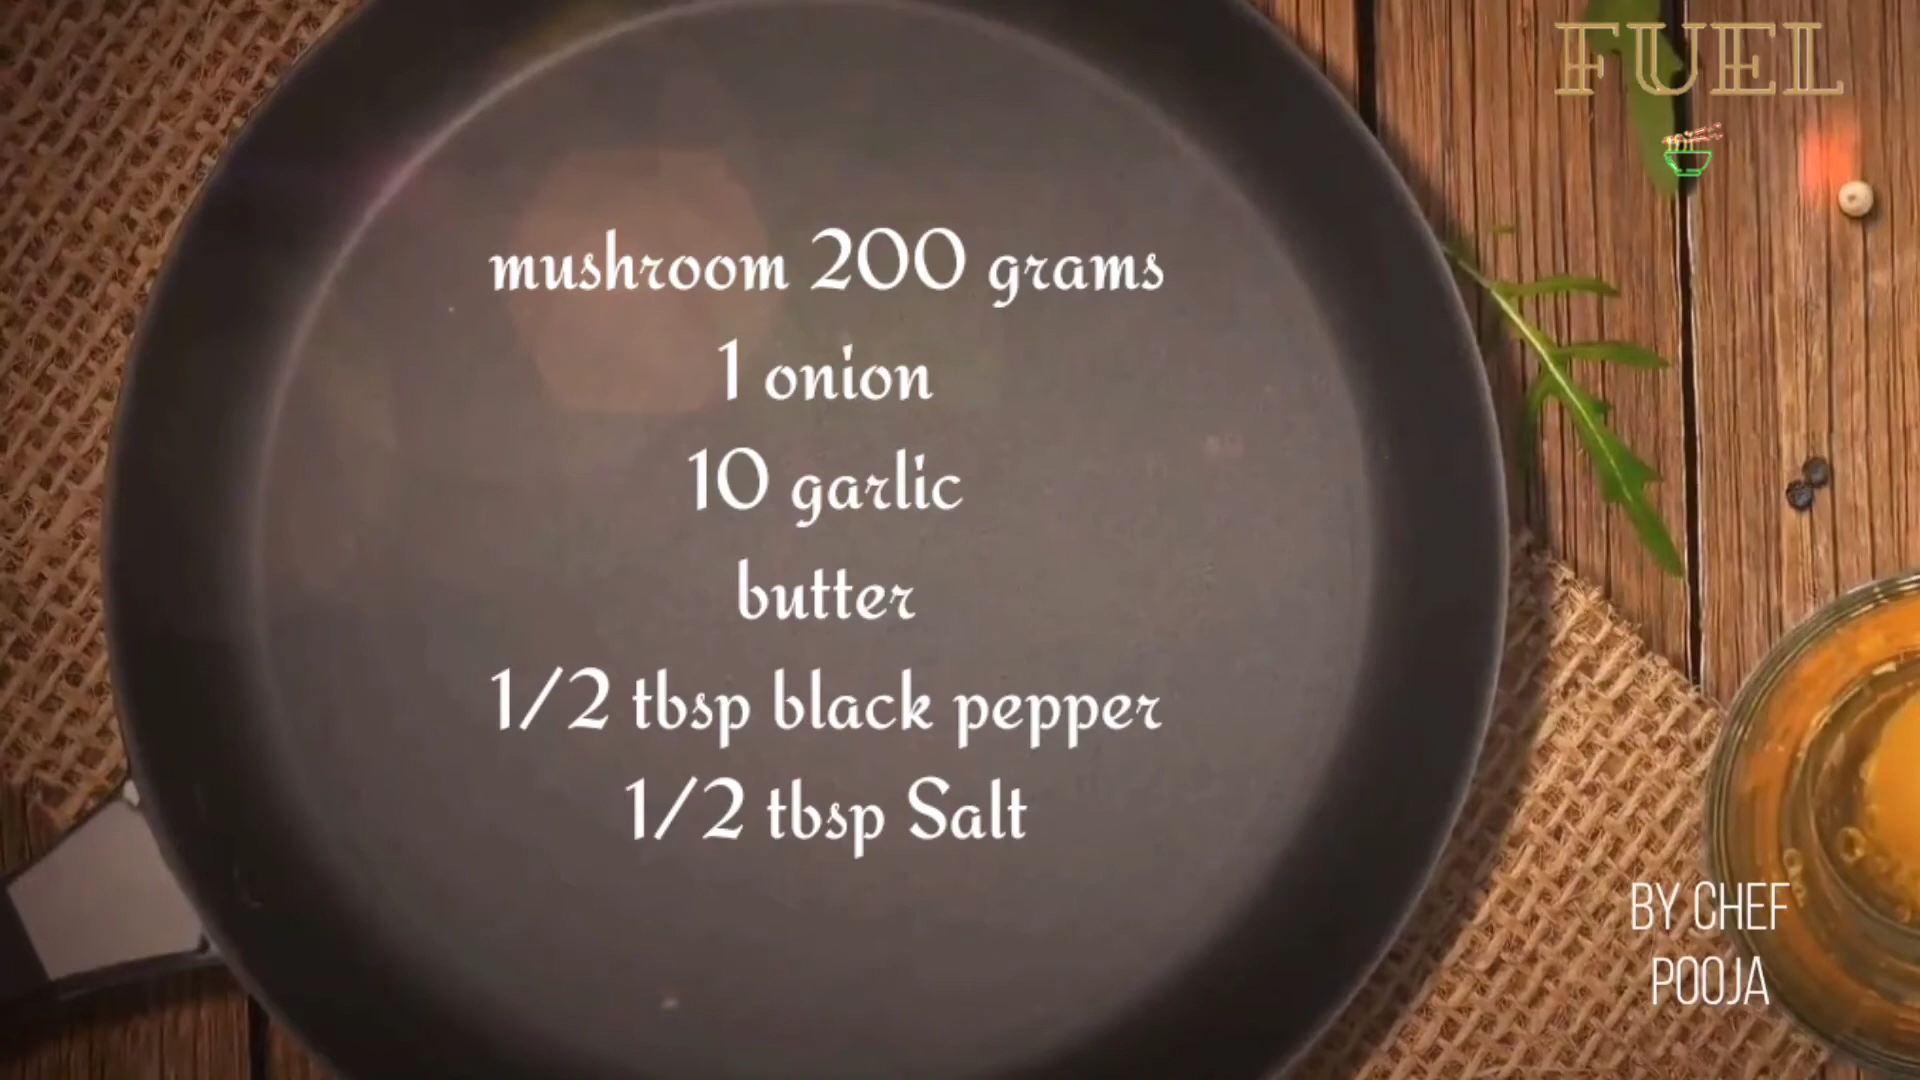 FUEL
mushroom 200 grams
1 onion
10 garlic
butter
1/2 tbsp black pepper
1/2 tbsp Salt
BY CHEF
POOJA